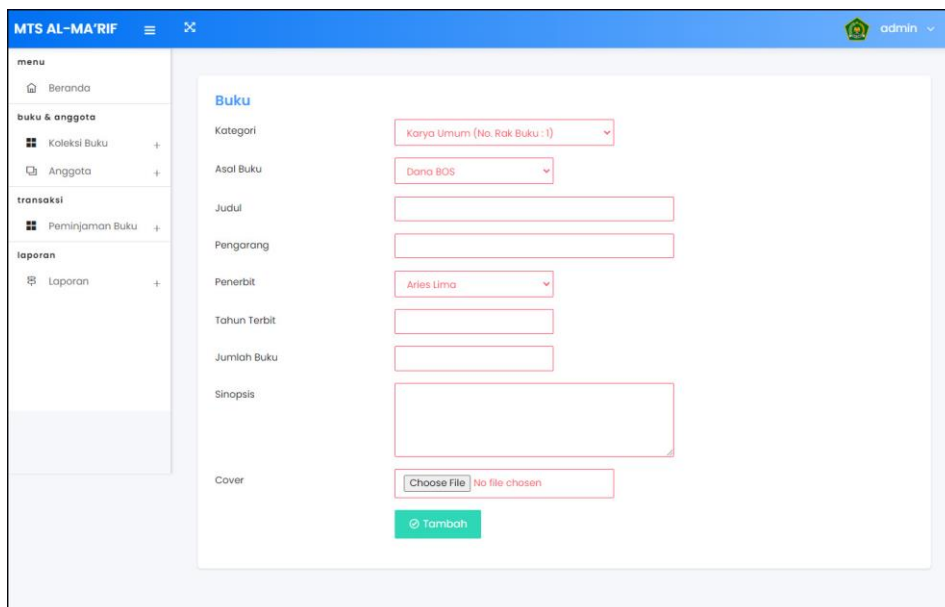 MTS AL-MA'RIF
admin
menu
Beranda
buku & anggota
Koleksi Buku +
Anggota +
transaksi
Peminjaman Buku +
laporan
Laporan +
Buku
Kategori Karya Umum (No. Rak Buku : 1)
Asal Buku Dana BOS
Judul
Pengarang
Penerbit Aries Lima
Tahun Terbit
Jumlah Buku
Sinopsis
Cover Choose File No file chosen
Tambah